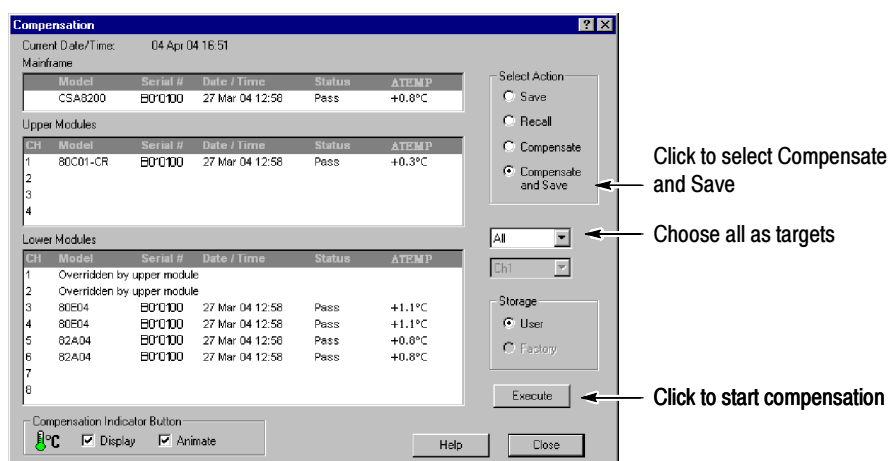 Compensation
Current Date/Time: 04 Apr 04 16:51
Mainframe
Model Serial # Date / Time Status ΔTEMP
CSA8200 B010100 27 Mar 04 12:58 Pass +0.8°C
Upper Modules
CH Model Serial # Date / Time Status ΔTEMP
1 80C01-CR B010100 27 Mar 04 12:58 Pass +0.3°C
2
3
4
Lower Modules
CH Model Serial # Date / Time Status ΔTEMP
1 Overridden by upper module
2 Overridden by upper module
3 80E04 B010100 27 Mar 04 12:58 Pass +1.1°C
4 80E04 B010100 27 Mar 04 12:58 Pass +1.1°C
5 82A04 B010100 27 Mar 04 12:58 Pass +0.8°C
6 82A04 B010100 27 Mar 04 12:58 Pass +0.8°C
7
8
Compensation Indicator Button
°C Display Animate
Select Action
Save
Recall
Compensate
Compensate
and Save
All
Ch1
Storage
User
Factory
Execute
Help Close
Click to select Compensate
and Save
Choose all as targets
Click to start compensation